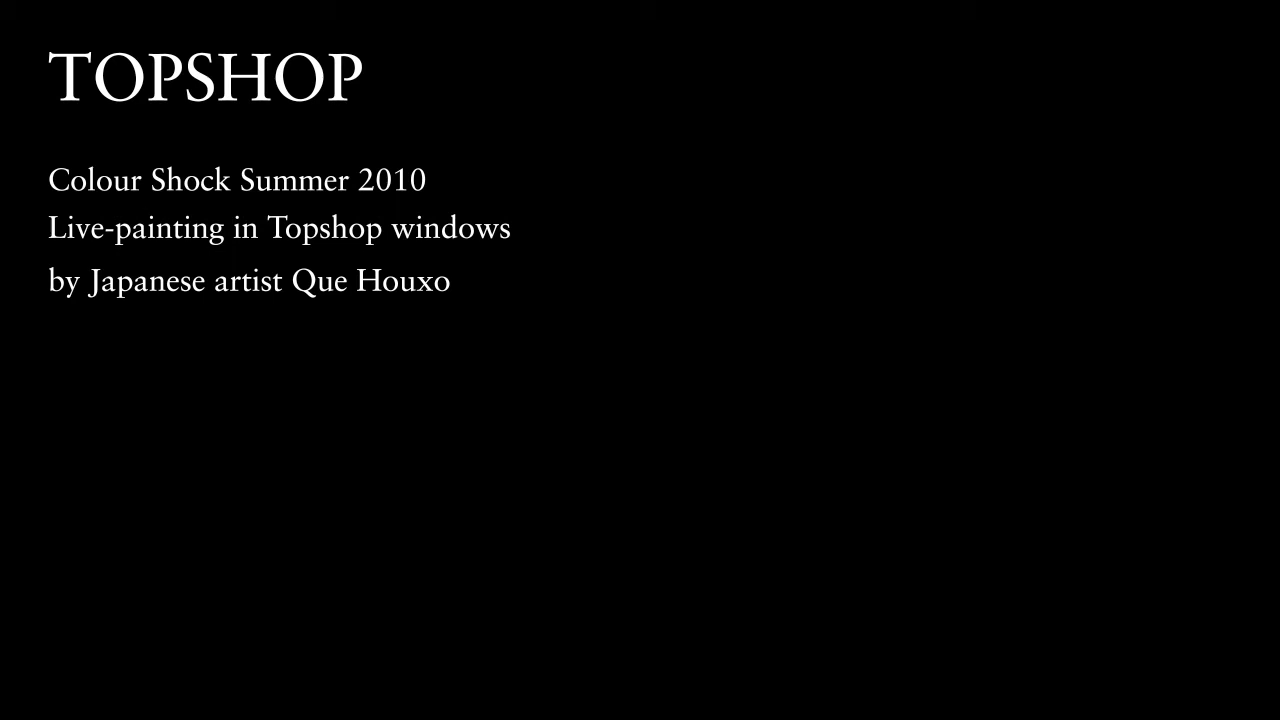 TOPSHOP
Colour Shock Summer 2010
Live-painting in Topshop windows
by Japanese artist Que Houxo